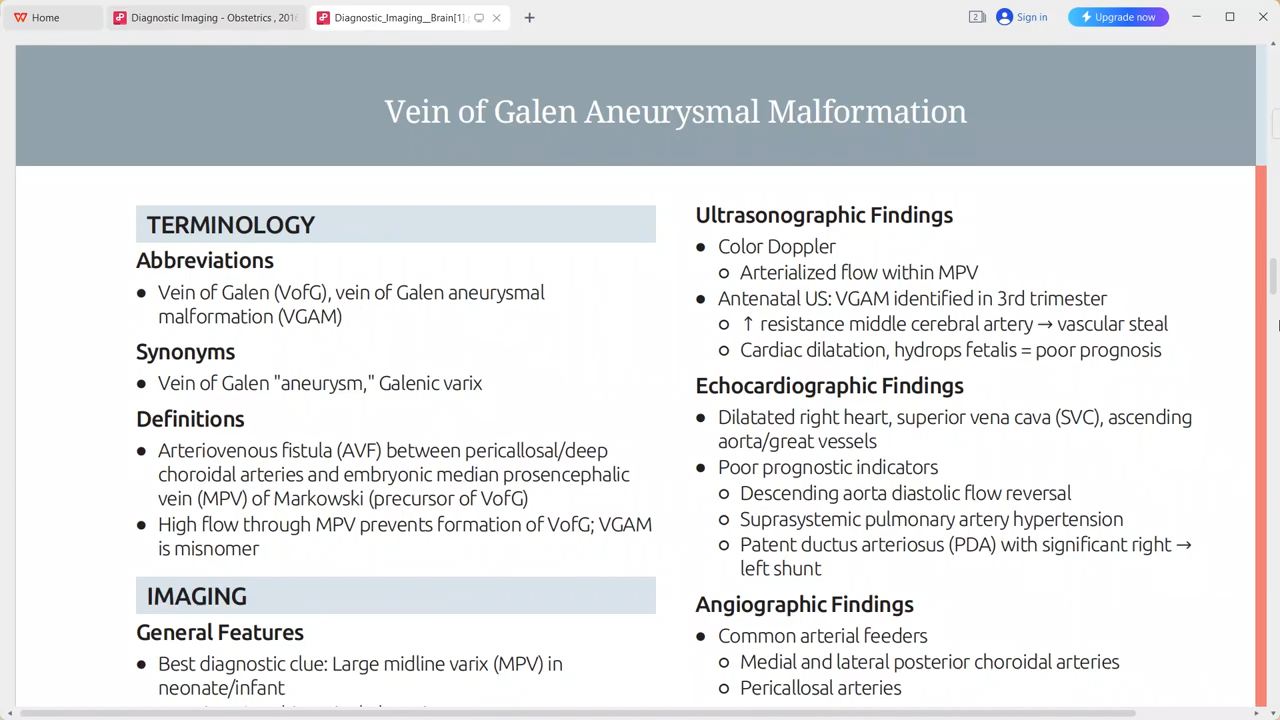 Home
Diagnostic Imaging - Obstetrics , 2016
Diagnostic_Imaging__Brain[1].
2
Sign in
Upgrade now
Vein of Galen Aneurysmal Malformation
TERMINOLOGY
Abbreviations
● Vein of Galen (VofG), vein of Galen aneurysmal
malformation (VGAM)
Synonyms
● Vein of Galen "aneurysm," Galenic varix
Definitions
● Arteriovenous fistula (AVF) between pericallosal/deep
choroidal arteries and embryonic median prosencephalic
vein (MPV) of Markowski (precursor of VofG)
● High flow through MPV prevents formation of VofG; VGAM
is misnomer
IMAGING
General Features
● Best diagnostic clue: Large midline varix (MPV) in
neonate/infant
Ultrasonographic Findings
● Color Doppler
○ Arterialized flow within MPV
● Antenatal US: VGAM identified in 3rd trimester
○ ↑ resistance middle cerebral artery → vascular steal
○ Cardiac dilatation, hydrops fetalis = poor prognosis
Echocardiographic Findings
● Dilatated right heart, superior vena cava (SVC), ascending
aorta/great vessels
● Poor prognostic indicators
○ Descending aorta diastolic flow reversal
○ Suprasystemic pulmonary artery hypertension
○ Patent ductus arteriosus (PDA) with significant right →
left shunt
Angiographic Findings
● Common arterial feeders
○ Medial and lateral posterior choroidal arteries
○ Pericallosal arteries